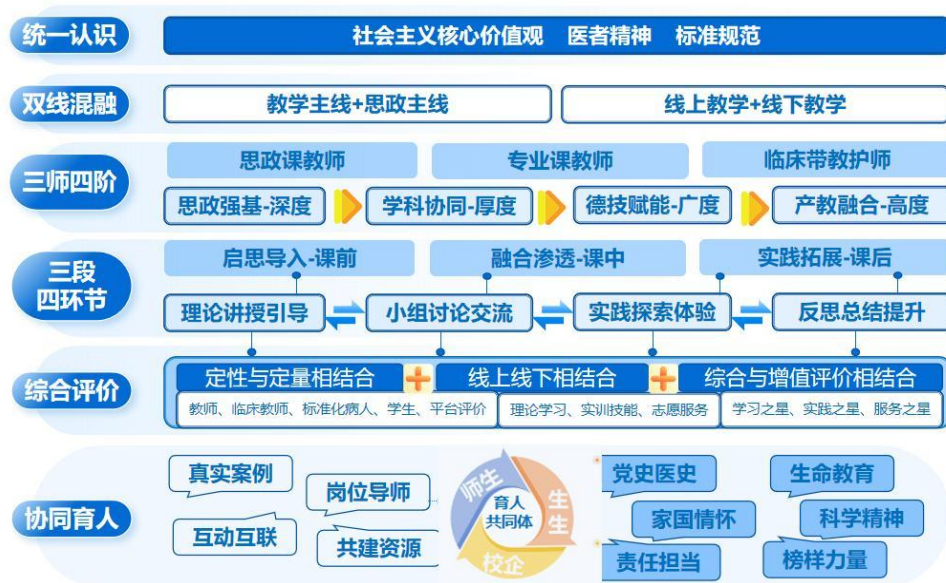 统一认识
社会主义核心价值观 医者精神 标准规范
双线混融
教学主线+思政主线
线上教学+线下教学
三师四阶
思政课教师
专业课教师
临床带教护师
思政强基-深度
学科协同-厚度
德技赋能-广度
产教融合-高度
三段
四环节
启思导入-课前
融合渗透-课中
实践拓展-课后
理论讲授引导
小组讨论交流
实践探索体验
反思总结提升
综合评价
定性与定量相结合
+
线上线下相结合
+
综合与增值评价相结合
教师、临床教师、标准化病人、学生、平台评价
理论学习、实训技能、志愿服务
学习之星、实践之星、服务之星
协同育人
真实案例
岗位导师
互动互联
共建资源
师生
生生
校企
育人
共同体
党史医史
生命教育
家国情怀
科学精神
责任担当
榜样力量